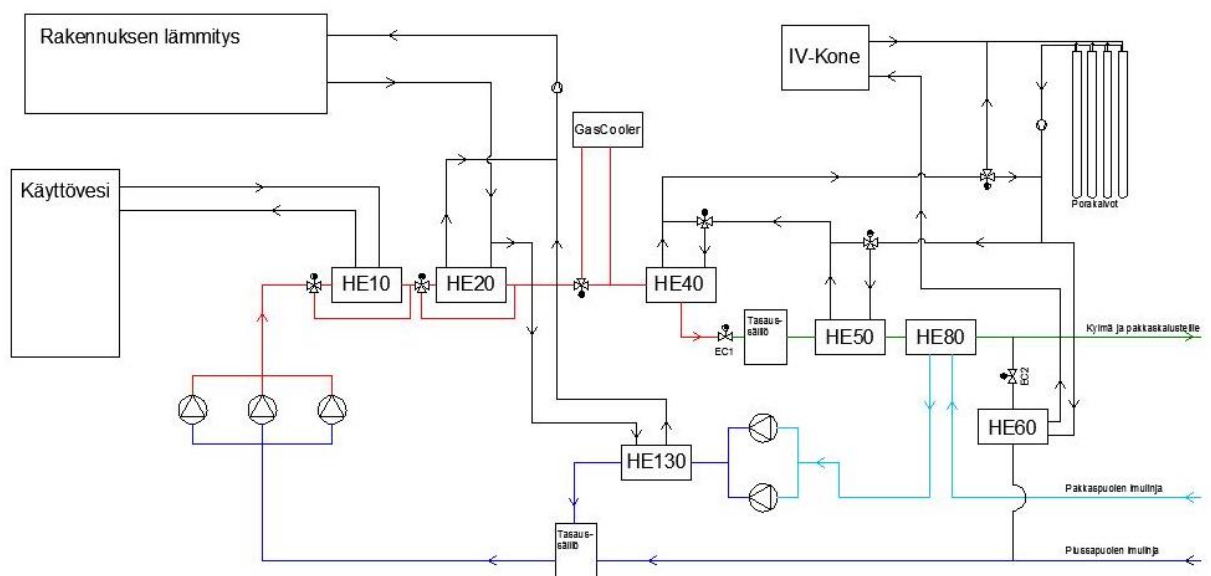 Rakennuksen lämmitys
IV-Kone
GasCooler
Käyttövesi
Porakaivot
HE10
HE20
HE40
EC1
Tasaus-
säiliö
HE50
HE80
Kylmä ja pakkaskalusteille
EC2
HE60
HE130
Pakkaspuolen imulinja
Tasaus-
säiliö
Plussapuolen imulinja